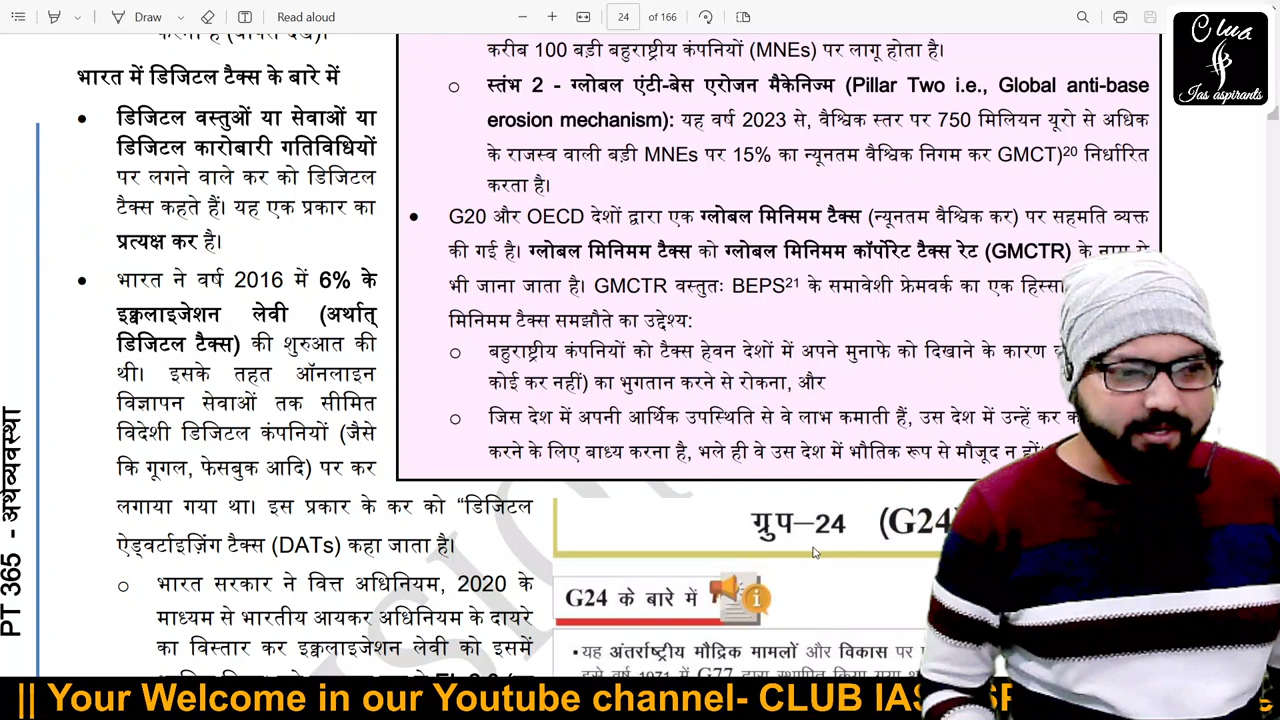 Draw
Read aloud
24 of 166
Clua
Ias aspirants
भारत में डिजिटल टैक्स के बारे में
डिजिटल वस्तुओं या सेवाओं या
डिजिटल कारोबारी गतिविधियों
पर लगने वाले कर को डिजिटल
टैक्स कहते हैं। यह एक प्रकार का
प्रत्यक्ष कर है।
भारत ने वर्ष 2016 में 6% के
इक्वलाइजेशन लेवी (अर्थात्
डिजिटल टैक्स) की शुरुआत की
थी। इसके तहत ऑनलाइन
विज्ञापन सेवाओं तक सीमित
विदेशी डिजिटल कंपनियों (जैसे
कि गूगल, फेसबुक आदि) पर कर
लगाया गया था। इस प्रकार के कर को “डिजिटल
ऐड्वर्टाइज़िंग टैक्स (DATs) कहा जाता है।
भारत सरकार ने वित्त अधिनियम, 2020 के
माध्यम से भारतीय आयकर अधिनियम के दायरे
का विस्तार कर इक्वलाइजेशन लेवी को इसमें
करीब 100 बड़ी बहुराष्ट्रीय कंपनियों (MNEs) पर लागू होता है।
स्तंभ 2 - ग्लोबल एंटी-बेस एरोजन मैकेनिज्म (Pillar Two i.e., Global anti-base
erosion mechanism): यह वर्ष 2023 से, वैश्विक स्तर पर 750 मिलियन यूरो से अधिक
के राजस्व वाली बड़ी MNEs पर 15% का न्यूनतम वैश्विक निगम कर GMCT)20 निर्धारित
करता है।
G20 और OECD देशों द्वारा एक ग्लोबल मिनिमम टैक्स (न्यूनतम वैश्विक कर) पर सहमति व्यक्त
की गई है। ग्लोबल मिनिमम टैक्स को ग्लोबल मिनिमम कॉर्पोरेट टैक्स रेट (GMCTR) के नाम से
भी जाना जाता है। GMCTR वस्तुतः BEPS21 के समावेशी फ्रेमवर्क का एक हिस्सा
मिनिमम टैक्स समझौते का उद्देश्य:
बहुराष्ट्रीय कंपनियों को टैक्स हेवन देशों में अपने मुनाफे को दिखाने के कारण
कोई कर नहीं) का भुगतान करने से रोकना, और
जिस देश में अपनी आर्थिक उपस्थिति से वे लाभ कमाती हैं, उस देश में उन्हें कर
करने के लिए बाध्य करना है, भले ही वे उस देश में भौतिक रूप से मौजूद न हों
ग्रुप–24 (G24
G24 के बारे में
यह अंतर्राष्ट्रीय मौद्रिक मामलों और विकास पर
इसे वर्ष 1971 में G77 द्वारा स्थापित किया गया
PT 365 - अर्थव्यवस्था
|| Your Welcome in our Youtube channel- CLUB IAS